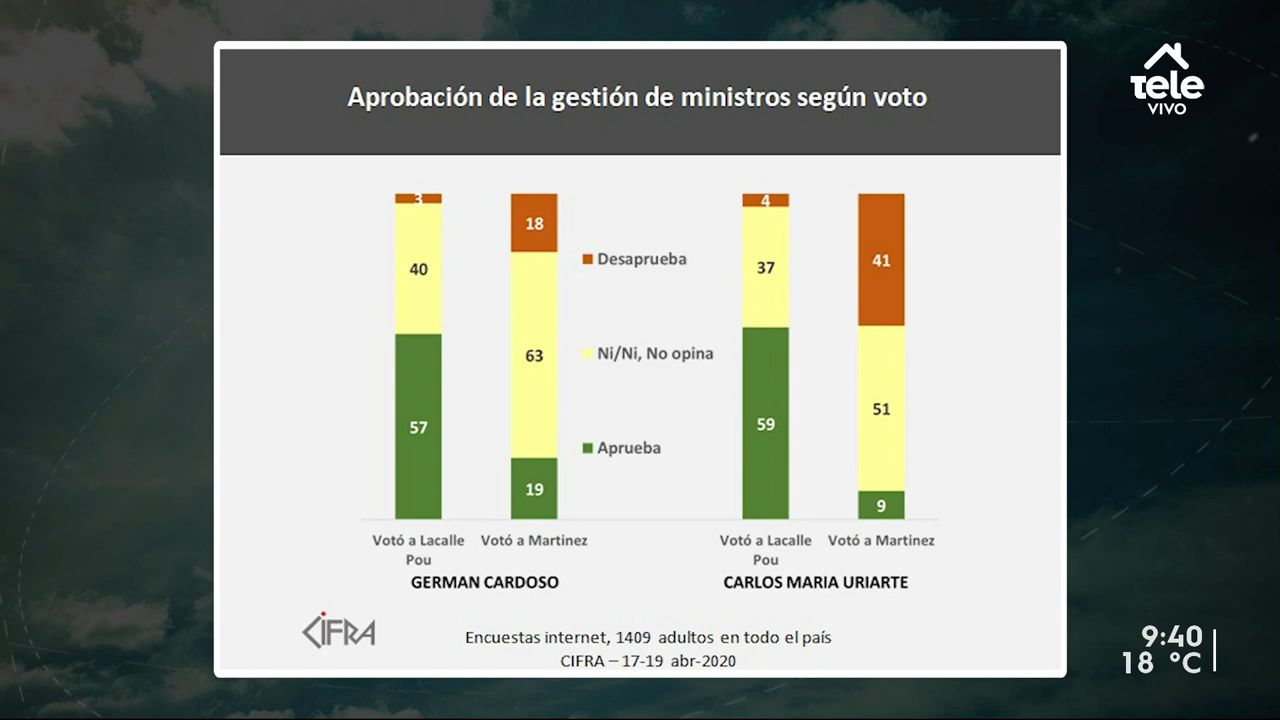 Aprobación de la gestión de ministros según voto
Tele
VIVO
3
40
57
18
63
19
Desaprueba
Ni/Ni, No opina
Aprueba
4
37
59
41
51
9
Votó a Lacalle
Pou
Votó a Martinez
GERMAN CARDOSO
Votó a Lacalle
Pou
Votó a Martinez
CARLOS MARIA URIARTE
CIFRA
Encuestas internet, 1409 adultos en todo el país
CIFRA – 17-19 abr-2020
9:40
18 °C